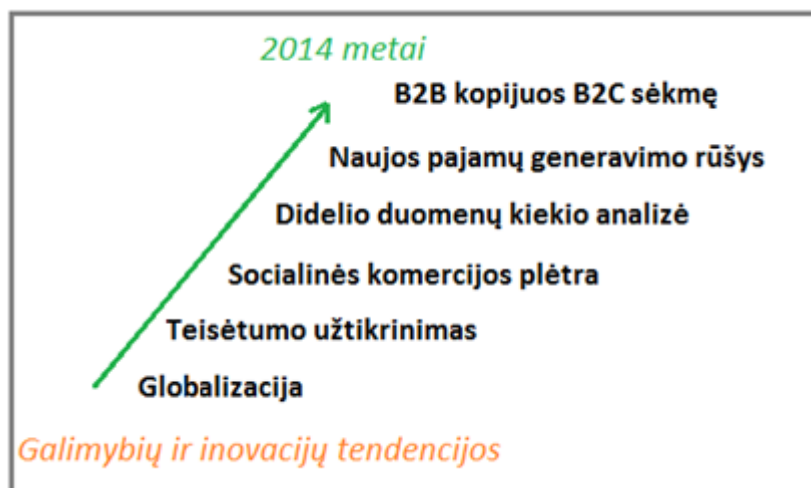 2014 metai
B2B kopijuos B2C sėkmę
Naujos pajamų generavimo rūšys
Didelio duomenų kiekio analizė
Socialinės komercijos plėtra
Teisėtumo užtikrinimas
Globalizacija
Galimybių ir inovacijų tendencijos